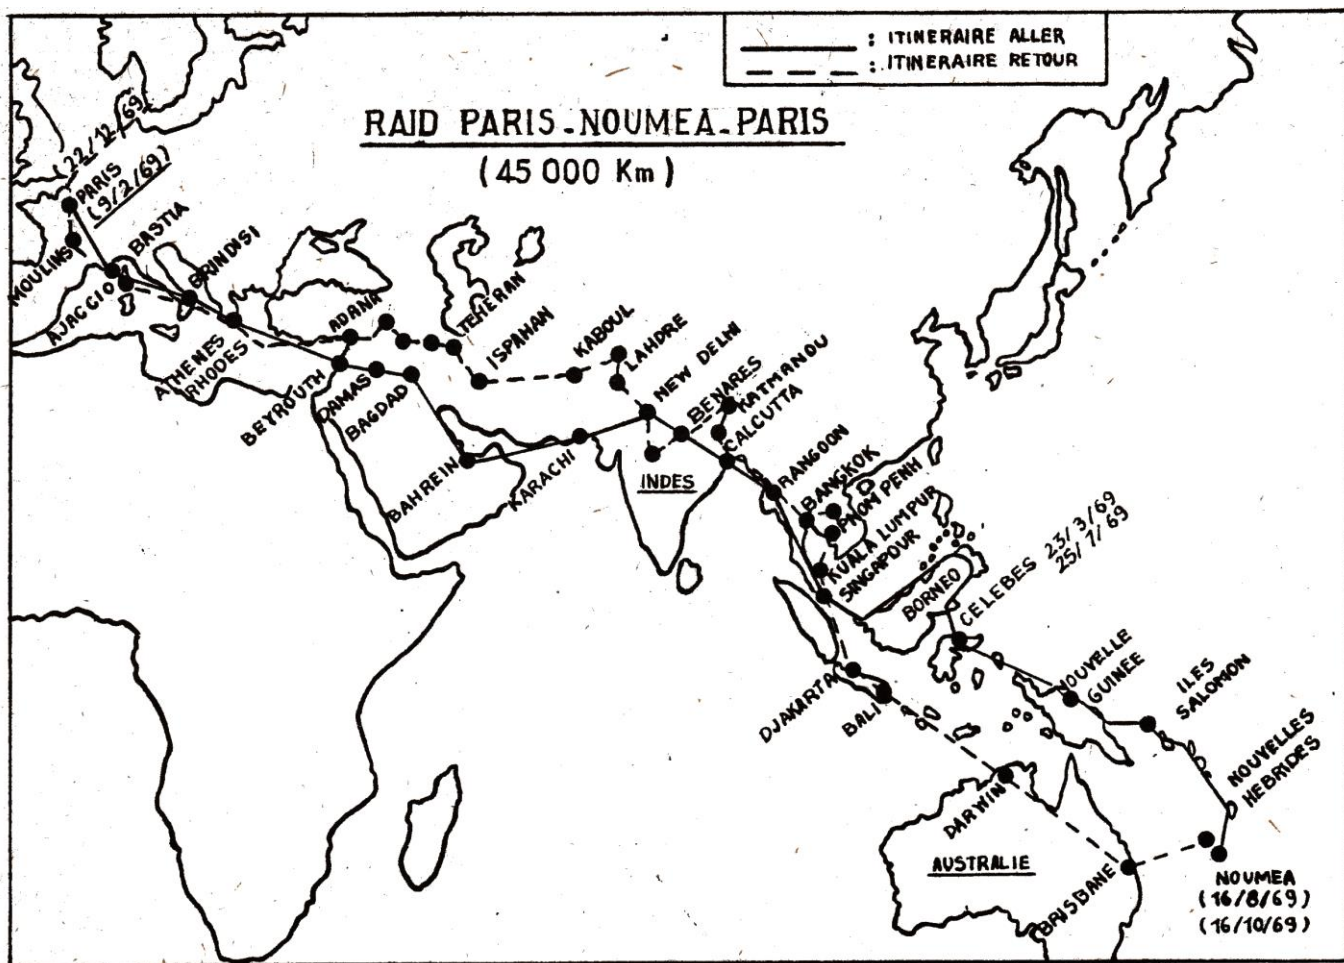 : ITINERAIRE ALLER
: ITINERAIRE RETOUR
RAID PARIS-NOUMEA-PARIS
(45 000 Km)
(22/12/69)
PARIS
(9/2/69)
MOULINS
BASTIA
AJACCIO
BRINDISI
ATHENES
RHODES
ADANA
TEHERAN
ISPAHAN
KABOUL
LAHORE
NEW DELHI
BENARES
KATMANOU
CALCUTTA
BEYROUTH
DAMAS
BAGDAD
BAHREIN
KARACHI
INDES
RANGOON
BANGKOK
PNOM PENH
KUALA LUMPUR
SINGAPOUR
BORNEO
CELEBES 23/3/69
25/7/69
DJAKARTA
BALI
NOUVELLE
GUINEE
ILES
SALOMON
NOUVELLES
HEBRIDES
DARWIN
AUSTRALIE
BRISBANE
NOUMEA
(16/8/69)
(16/10/69)